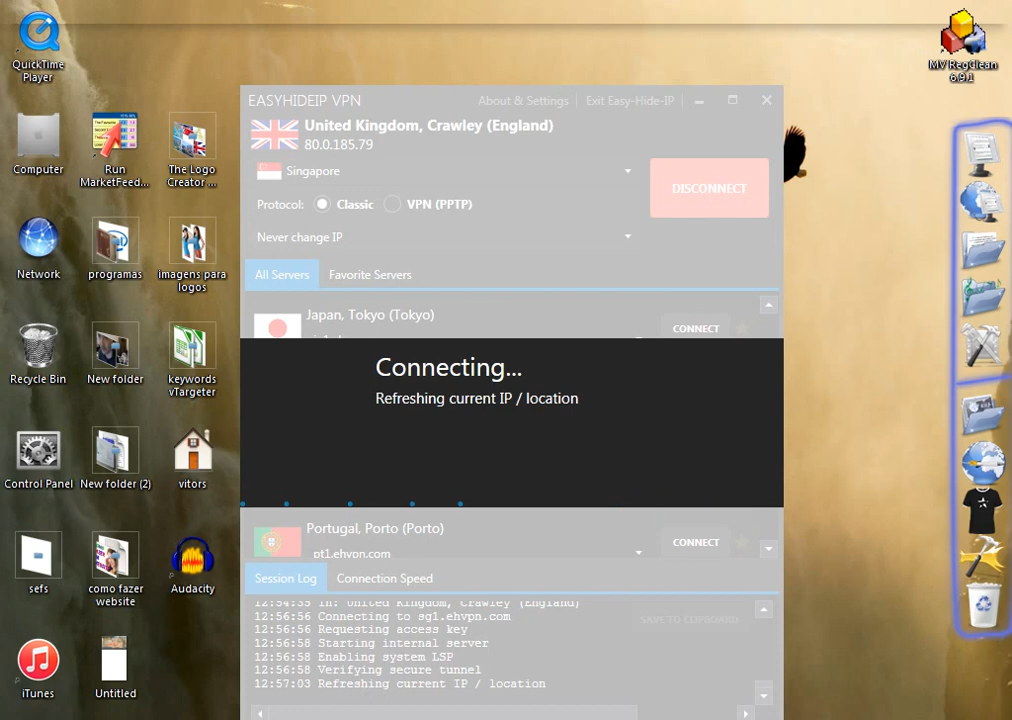 QuickTime
Player
MV RegClean
6.9.1
Computer
Run
MarketFeed...
The Logo
Creator ...
Network
programas
imagens para
logos
Recycle Bin
New folder
keywords
vTargeter
Control Panel
New folder (2)
vitors
sefs
como fazer
website
Audacity
iTunes
Untitled
EASYHIDEIP VPN
About & Settings
Exit Easy-Hide-IP
United Kingdom, Crawley (England)
80.0.185.79
Singapore
DISCONNECT
Protocol: Classic VPN (PPTP)
Never change IP
All Servers Favorite Servers
Japan, Tokyo (Tokyo)
CONNECT
Connecting...
Refreshing current IP / location
Portugal, Porto (Porto)
pt1.ehvpn.com
CONNECT
Session Log Connection Speed
12:54:53 In: United Kingdom, Crawley (England)
12:56:56 Connecting to sg1.ehvpn.com
12:56:56 Requesting access key
12:56:58 Starting internal server
12:56:58 Enabling system LSP
12:56:58 Verifying secure tunnel
12:57:03 Refreshing current IP / location
SAVE TO CLIPBOARD